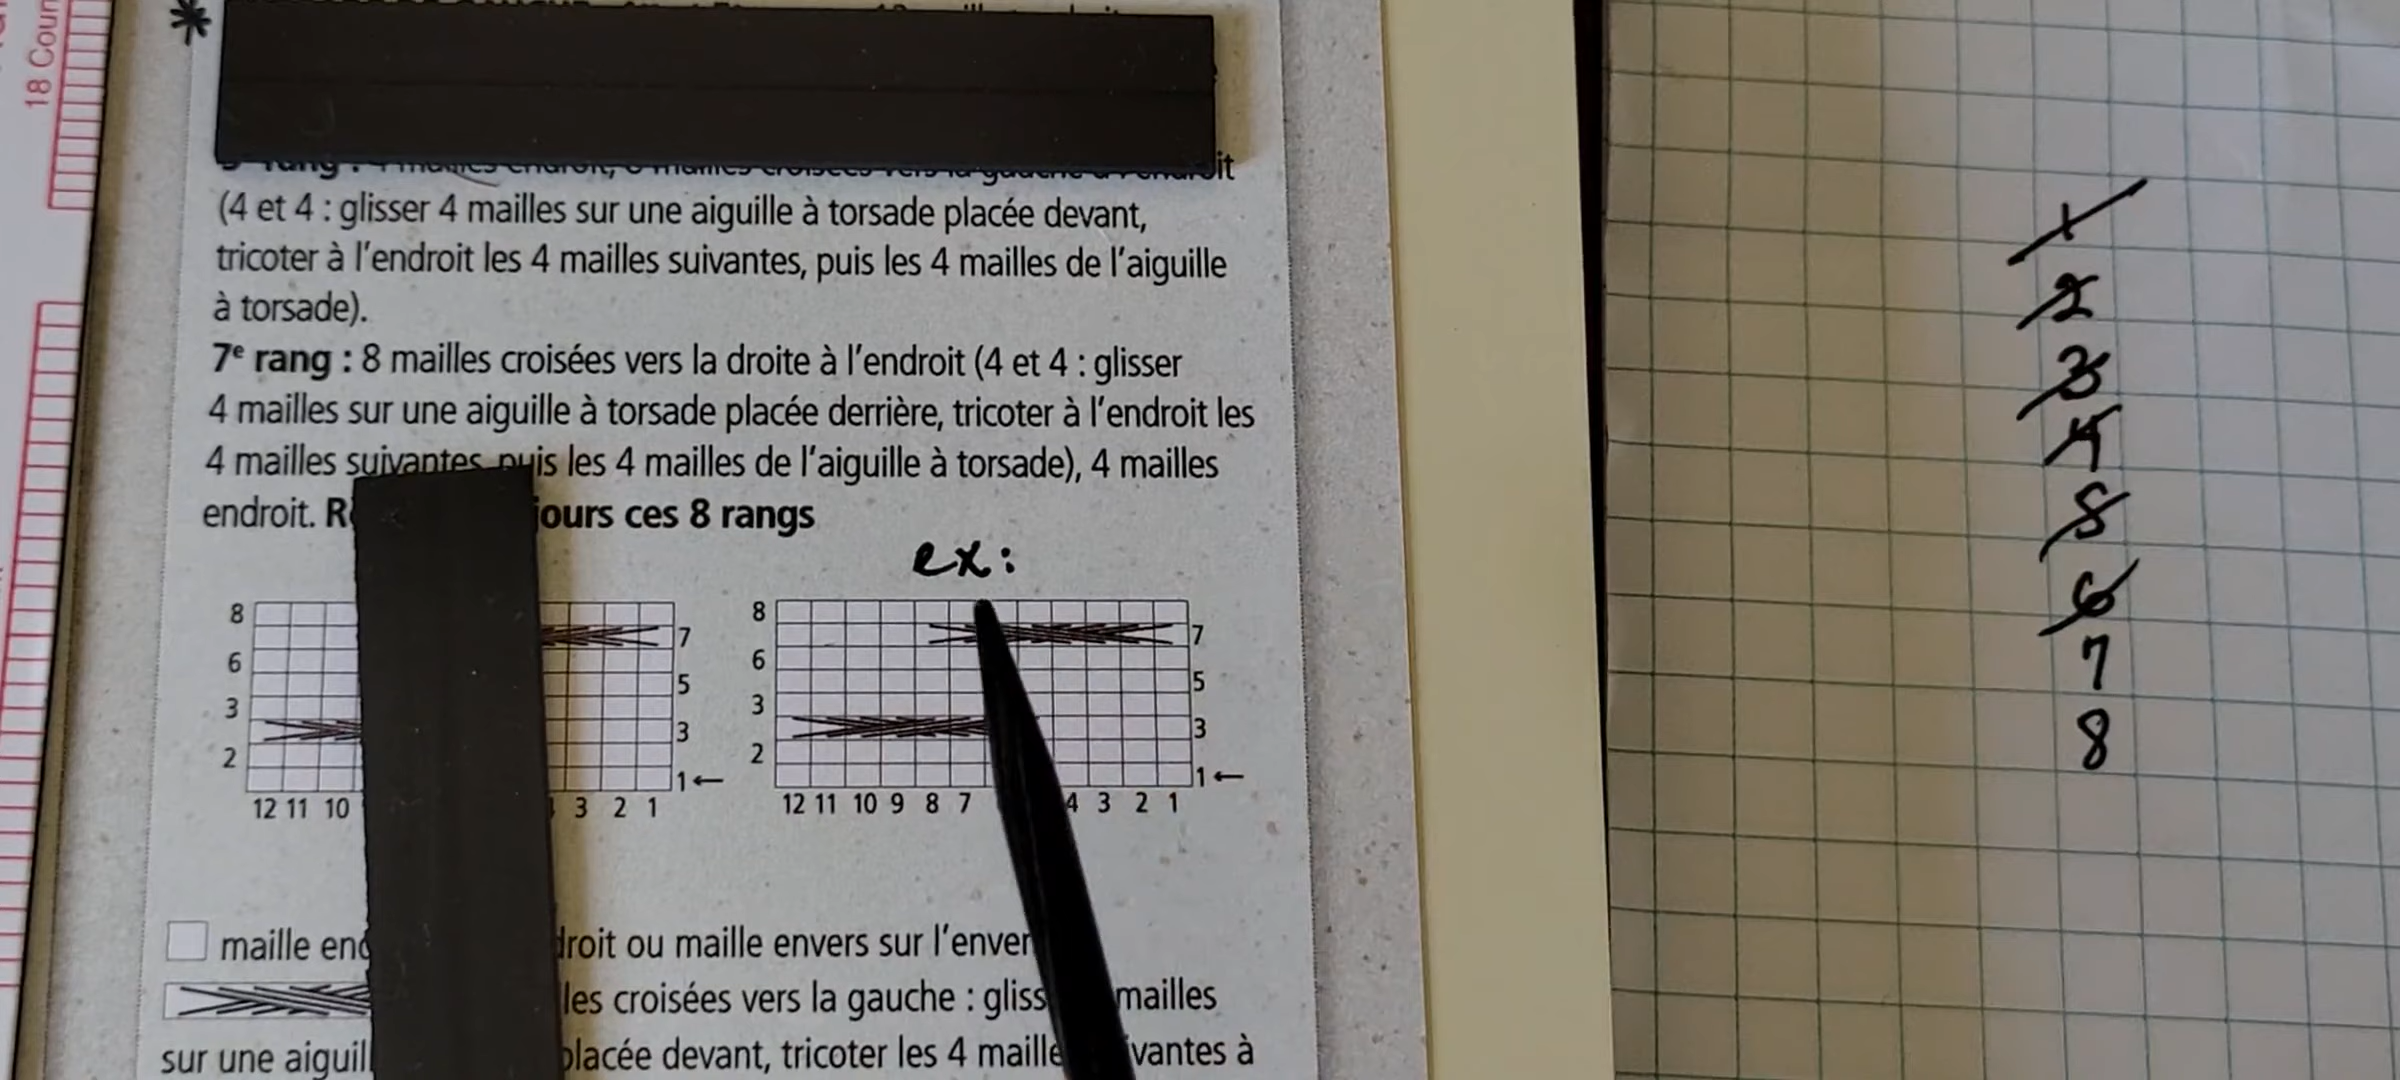 18 Coun
*
it
(4 et 4 : glisser 4 mailles sur une aiguille à torsade placée devant,
tricoter à l'endroit les 4 mailles suivantes, puis les 4 mailles de l'aiguille
à torsade).
7e rang : 8 mailles croisées vers la droite à l'endroit (4 et 4 : glisser
4 mailles sur une aiguille à torsade placée derrière, tricoter à l'endroit les
4 mailles suivantes puis les 4 mailles de l'aiguille à torsade), 4 mailles
endroit. R jours ces 8 rangs
ex:
8 7
6 5
3 3
2 1←
12 11 10 3 2 1
8 7
6 5
3 3
2 1←
12 11 10 9 8 7 4 3 2 1
maille end droit ou maille envers sur l'enver
les croisées vers la gauche : gliss mailles
sur une aiguil placée devant, tricoter les 4 maille vantes à
1
2
3
4
5
6
7
8